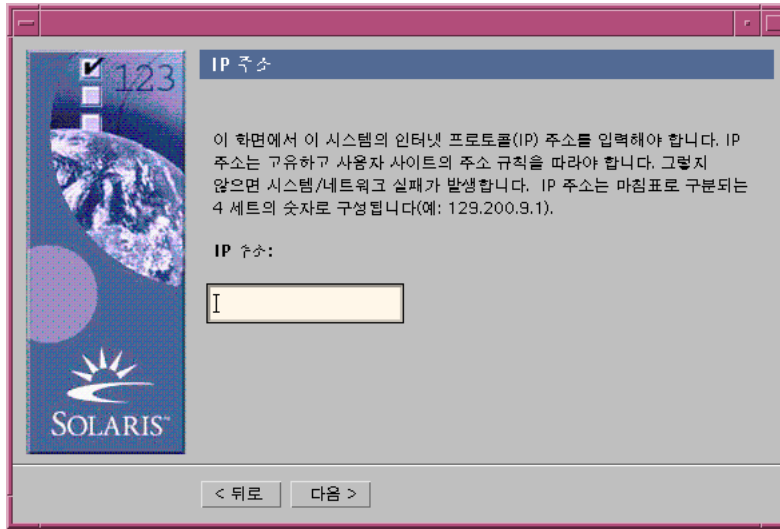 123
SOLARIS™
IP 주소
이 화면에서 이 시스템의 인터넷 프로토콜(IP) 주소를 입력해야 합니다. IP
주소는 고유하고 사용자 사이트의 주소 규칙을 따라야 합니다. 그렇지
않으면 시스템/네트워크 실패가 발생합니다. IP 주소는 마침표로 구분되는
4 세트의 숫자로 구성됩니다(예: 129.200.9.1).
IP 주소:
< 뒤로
다음 >